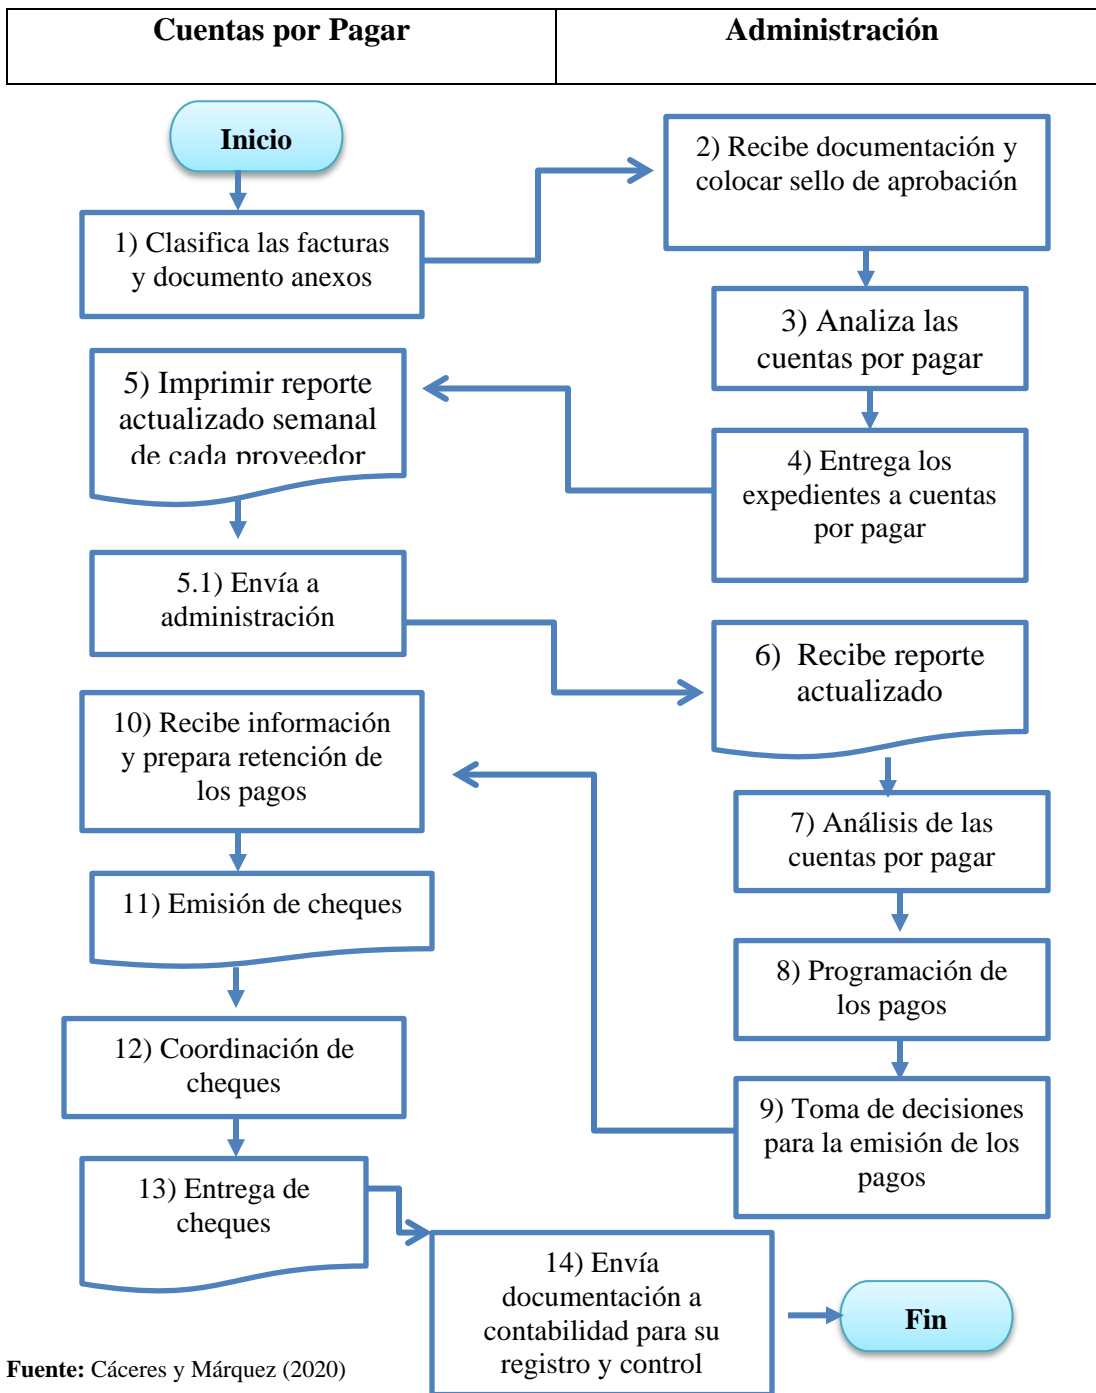 Cuentas por Pagar
Administración
Inicio
1) Clasifica las facturas
y documento anexos
2) Recibe documentación y
colocar sello de aprobación
3) Analiza las
cuentas por pagar
4) Entrega los
expedientes a cuentas
por pagar
5) Imprimir reporte
actualizado semanal
de cada proveedor
5.1) Envía a
administración
6) Recibe reporte
actualizado
7) Análisis de las
cuentas por pagar
8) Programación de
los pagos
9) Toma de decisiones
para la emisión de los
pagos
10) Recibe información
y prepara retención de
los pagos
11) Emisión de cheques
12) Coordinación de
cheques
13) Entrega de
cheques
14) Envía
documentación a
contabilidad para su
registro y control
Fin
Fuente: Cáceres y Márquez (2020)